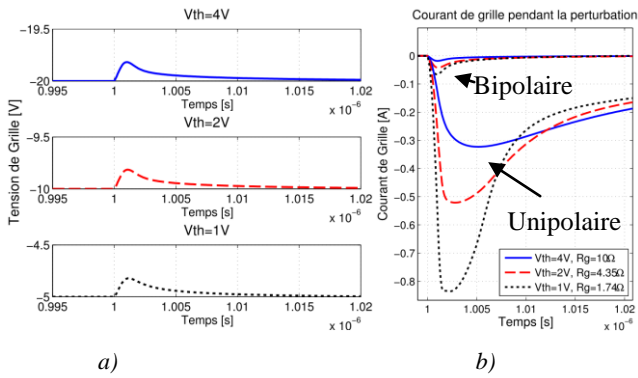 Vth=4V
−19.5
−20
0.995 1 1.005 1.01 1.015 1.02
Temps [s]
x 10⁻⁶
Vth=2V
−9.5
−10
0.995 1 1.005 1.01 1.015 1.02
Temps [s]
x 10⁻⁶
Vth=1V
−4.5
−5
0.995 1 1.005 1.01 1.015 1.02
Temps [s]
x 10⁻⁶
Tension de Grille [V]
a)
Courant de grille pendant la perturbation
0
−0.1
−0.2
−0.3
−0.4
−0.5
−0.6
−0.7
−0.8
Courant de Grille [A]
Bipolaire
Unipolaire
Vth=4V, Rg=10Ω
Vth=2V, Rg=4.35Ω
Vth=1V, Rg=1.74Ω
1 1.005 1.01 1.015 1.02
Temps [s]
x 10⁻⁶
b)